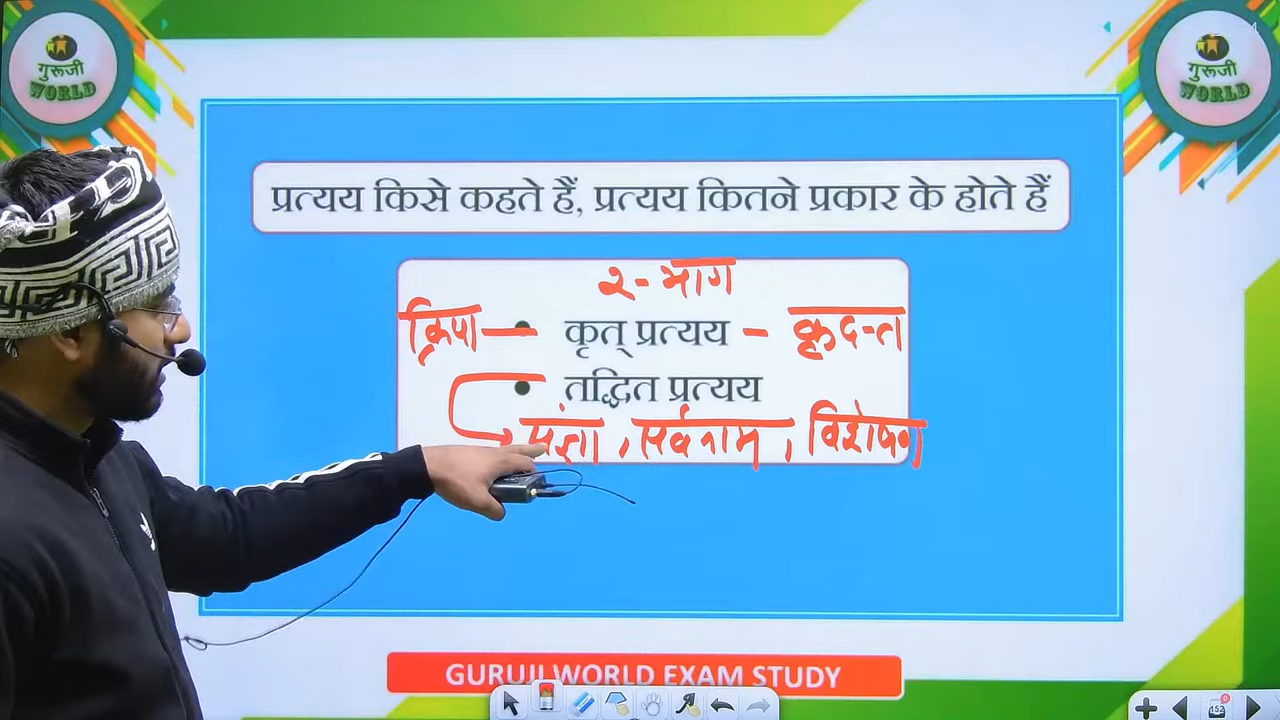 गुरूजी
WORLD
गुरूजी
WORLD
प्रत्यय किसे कहते हैं, प्रत्यय कितने प्रकार के होते हैं
२-भाग
क्रिया — कृत् प्रत्यय - कृदन्त
तद्धित प्रत्यय
संज्ञा, सर्वनाम, विशेषण
GURUJI WORLD EXAM STUDY
152